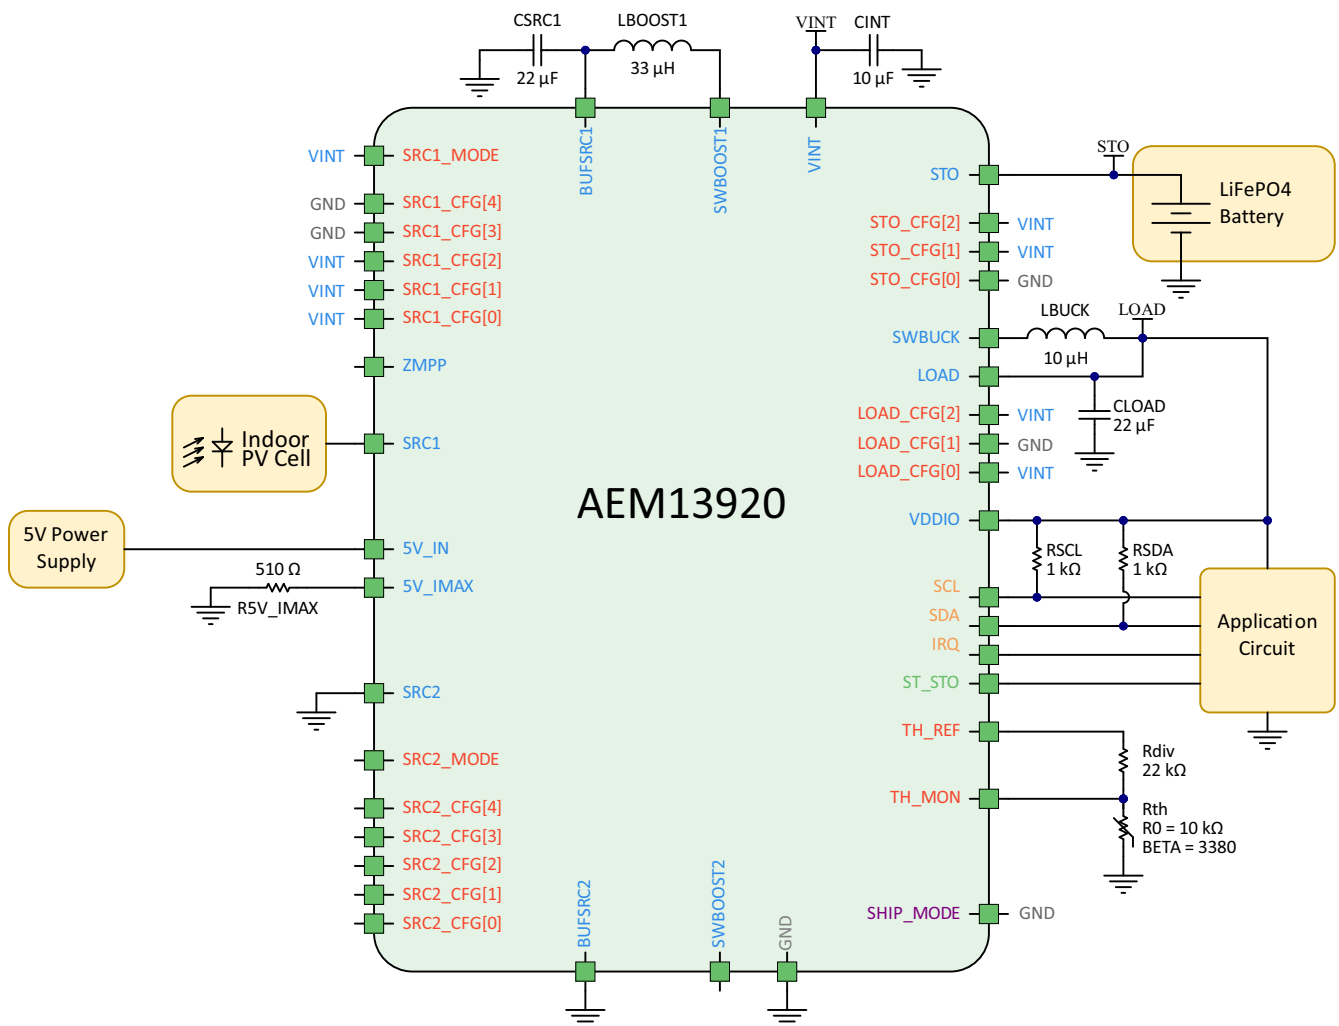 CSRC1
22 µF
LBOOST1
33 µH
VINT
CINT
10 µF
BUFSRC1
SWBOOST1
VINT
VINT
SRC1_MODE
GND
SRC1_CFG[4]
GND
SRC1_CFG[3]
VINT
SRC1_CFG[2]
VINT
SRC1_CFG[1]
VINT
SRC1_CFG[0]
ZMPP
Indoor
PV Cell
SRC1
5V Power
Supply
5V_IN
510 Ω
R5V_IMAX
5V_IMAX
SRC2
SRC2_MODE
SRC2_CFG[4]
SRC2_CFG[3]
SRC2_CFG[2]
SRC2_CFG[1]
SRC2_CFG[0]
AEM13920
BUFSRC2
SWBOOST2
GND
STO
STO
LiFePO4
Battery
STO_CFG[2]
VINT
STO_CFG[1]
VINT
STO_CFG[0]
GND
SWBUCK
LBUCK
10 µH
LOAD
LOAD
CLOAD
22 µF
LOAD_CFG[2]
VINT
LOAD_CFG[1]
GND
LOAD_CFG[0]
VINT
VDDIO
RSCL
1 kΩ
RSDA
1 kΩ
SCL
SDA
IRQ
ST_STO
Application
Circuit
TH_REF
Rdiv
22 kΩ
TH_MON
Rth
R0 = 10 kΩ
BETA = 3380
SHIP_MODE
GND